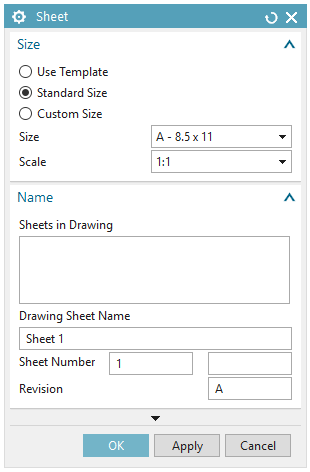 Sheet
Size
Use Template
Standard Size
Custom Size
Size A - 8.5 x 11
Scale 1:1
Name
Sheets in Drawing
Drawing Sheet Name
Sheet 1
Sheet Number 1
Revision A
OK Apply Cancel